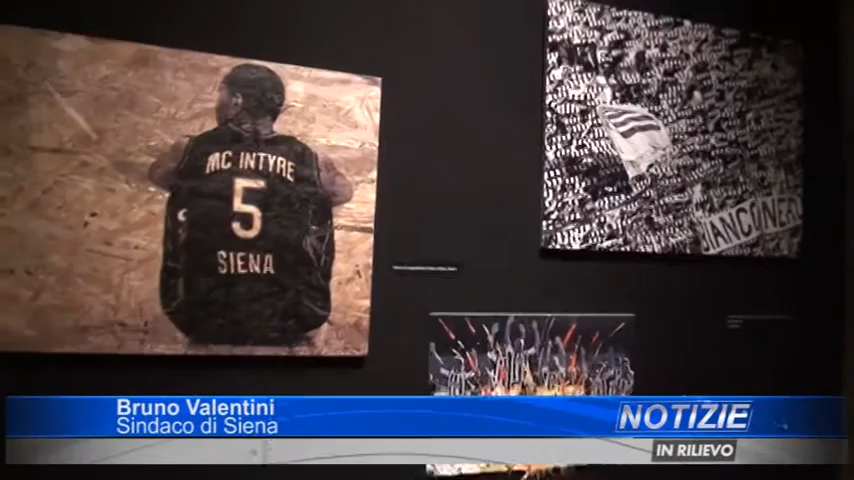 MC INTYRE
5
SIENA
BIANCONERI
Bruno Valentini
Sindaco di Siena
NOTIZIE
IN RILIEVO